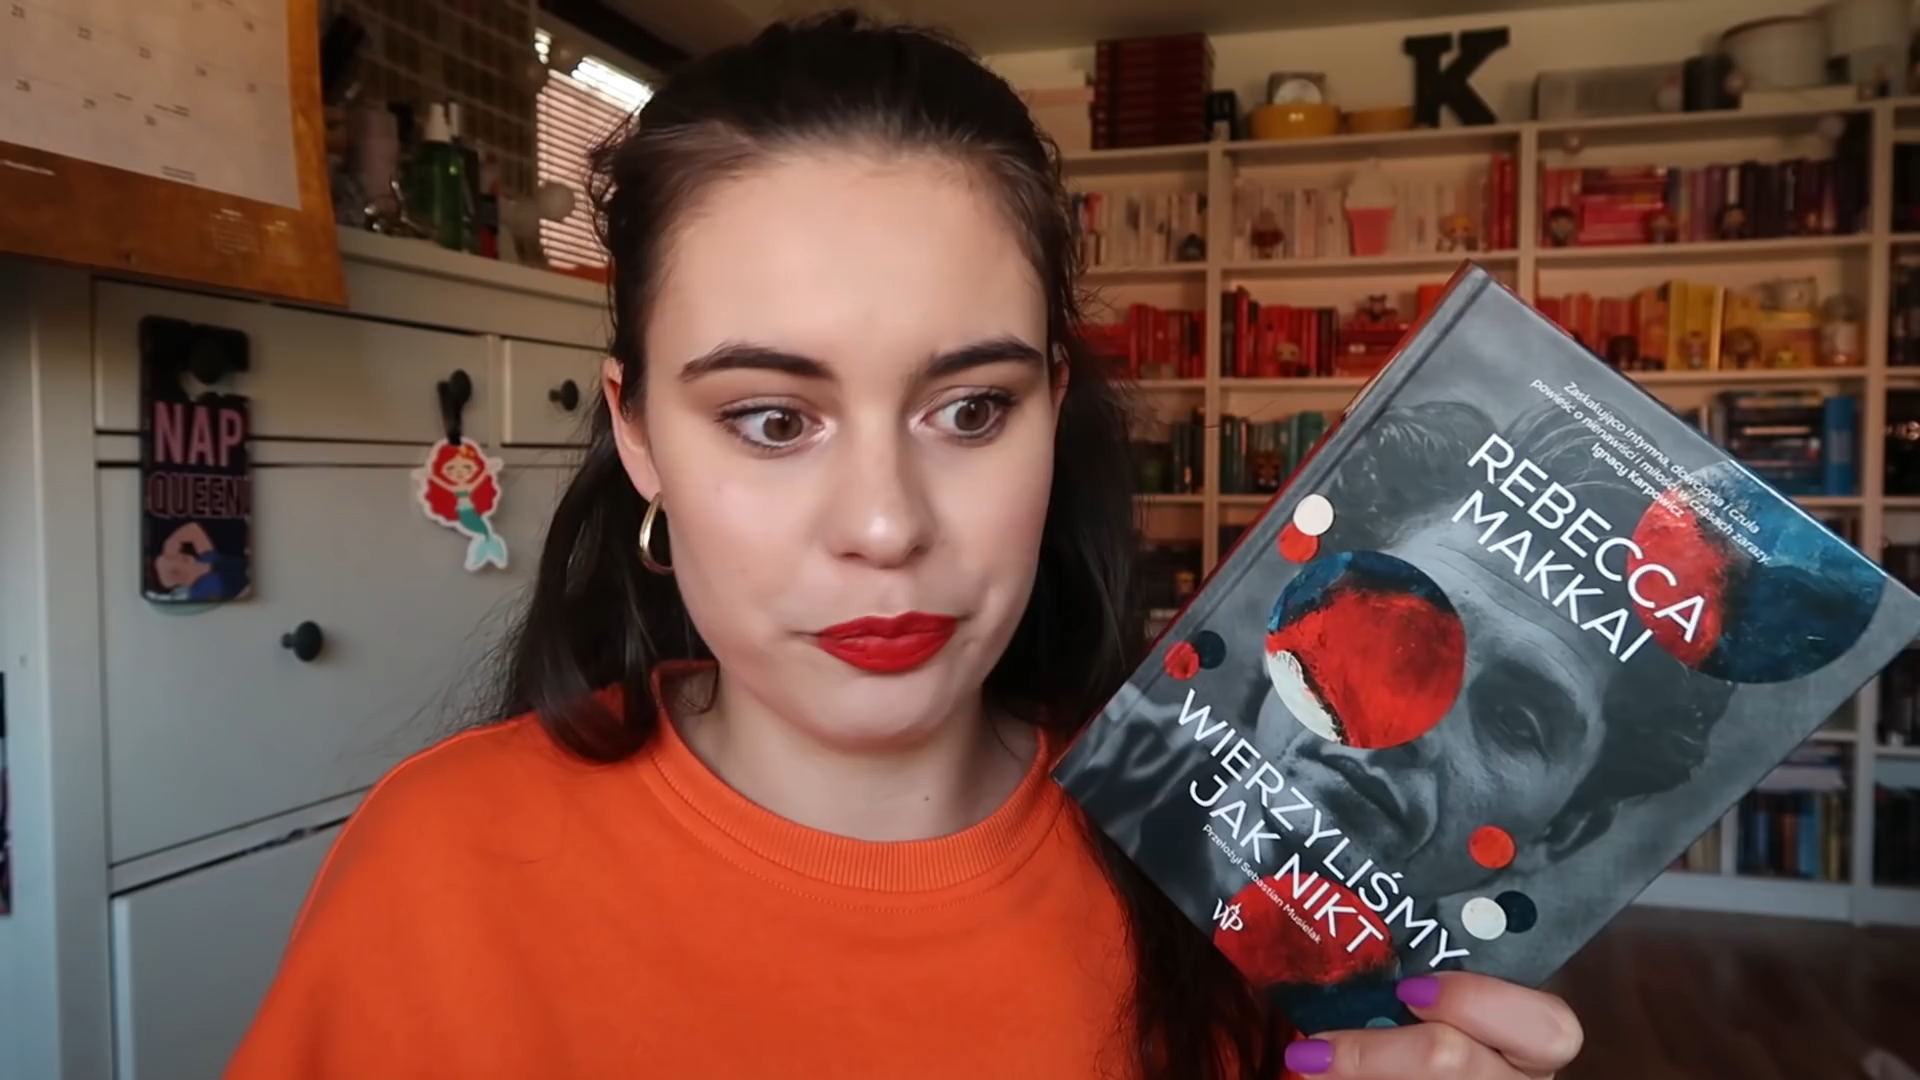 NAP
QUEEN
K
Zaskakująco intymna, dowcipna i czuła
powieść o nienawiści i miłości w czasach zarazy.
Ignacy Karpowicz
REBECCA
MAKKAI
WIERZYLIŚMY
JAK NIKT
Przełożył Sebastian Musielak
WP